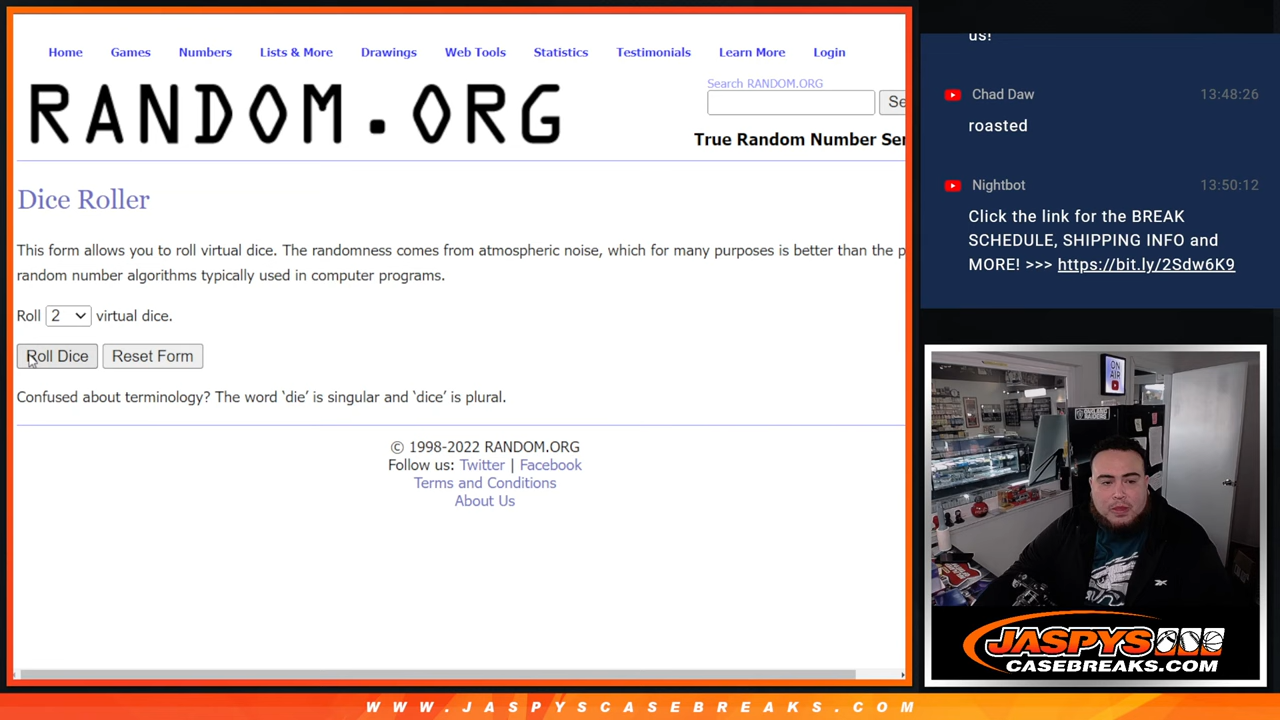 Home Games Numbers Lists & More Drawings Web Tools Statistics Testimonials Learn More Login
RANDOM.ORG
Search RANDOM.ORG
Se
True Random Number Ser
Dice Roller
This form allows you to roll virtual dice. The randomness comes from atmospheric noise, which for many purposes is better than the p
random number algorithms typically used in computer programs.
Roll 2 virtual dice.
Roll Dice Reset Form
Confused about terminology? The word ‘die’ is singular and ‘dice’ is plural.
© 1998-2022 RANDOM.ORG
Follow us: Twitter | Facebook
Terms and Conditions
About Us
us!
Chad Daw 13:48:26
roasted
Nightbot 13:50:12
Click the link for the BREAK
SCHEDULE, SHIPPING INFO and
MORE! >>> https://bit.ly/2Sdw6K9
ON
AIR
JASPYS
CASEBREAKS.COM
WWW.JASPYSCASEBREAKS.COM